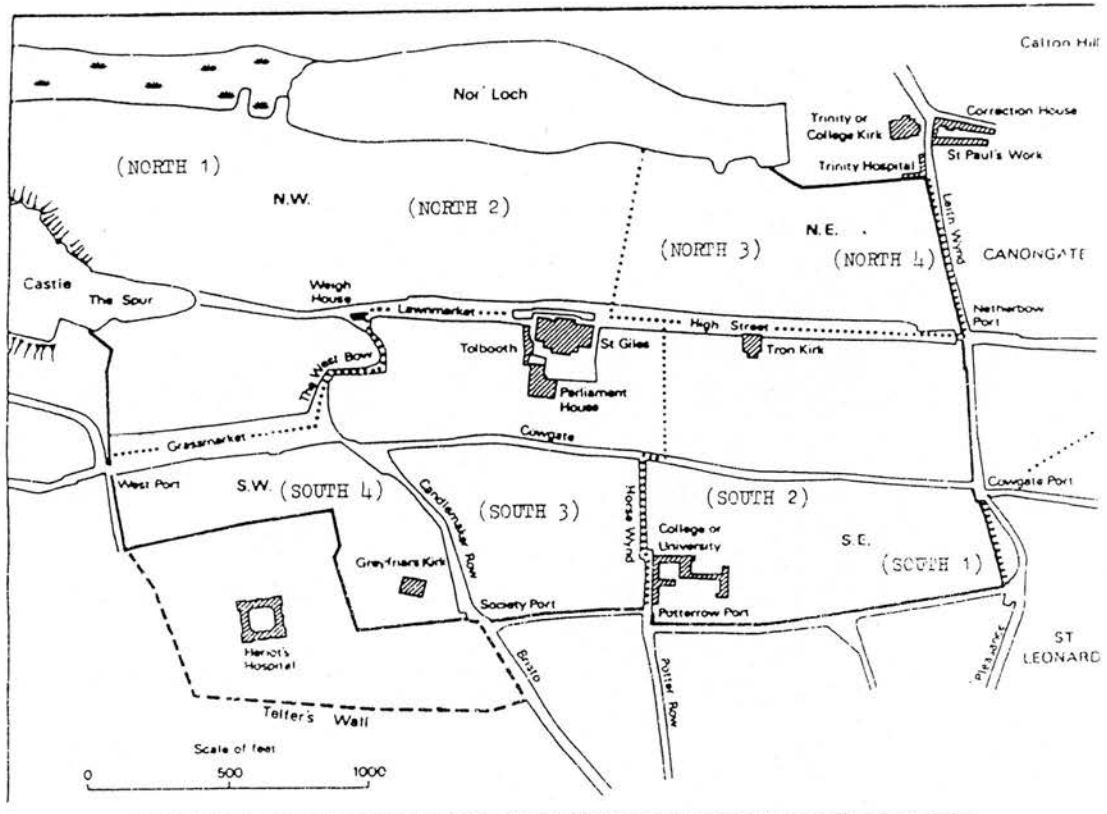 Calton Hill
Nor' Loch
Correction House
Trinity or
College Kirk
St Paul's Work
Trinity Hospital
(NORTH 1)
N.W.
(NORTH 2)
Leith Wynd
N.E.
(NORTH 3)
(NORTH 4)
CANONGATE
Castle
The Spur
Weigh
House
Lawnmarket
High Street
Netherbow
Port
Tolbooth
St Giles
Tron Kirk
The West Bow
Parliament
House
Grassmarket
Cowgate
West Port
S.W.
(SOUTH 4)
Candlemaker Row
(SOUTH 3)
Horse Wynd
(SOUTH 2)
Cowgate Port
College or
University
S.E.
(SOUTH 1)
Greyfriars Kirk
Society Port
Potterrow Port
Heriot's
Hospital
Bristo
Potter Row
Pleasance
ST
LEONARD
Telfer's Wall
Scale of feet
0 500 1000